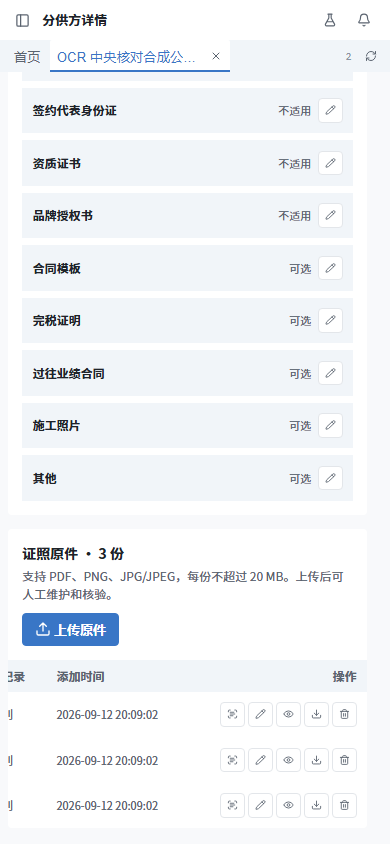 分供方详情
首页
OCR 中央核对合成公...
2
签约代表身份证 不适用
资质证书 不适用
品牌授权书 不适用
合同模板 可选
完税证明 可选
过往业绩合同 可选
施工照片 可选
其他 可选
证照原件 · 3 份
支持 PDF、PNG、JPG/JPEG，每份不超过 20 MB。上传后可
人工维护和核验。
上传原件
记录 添加时间 操作
2026-09-12 20:09:02
2026-09-12 20:09:02
2026-09-12 20:09:02